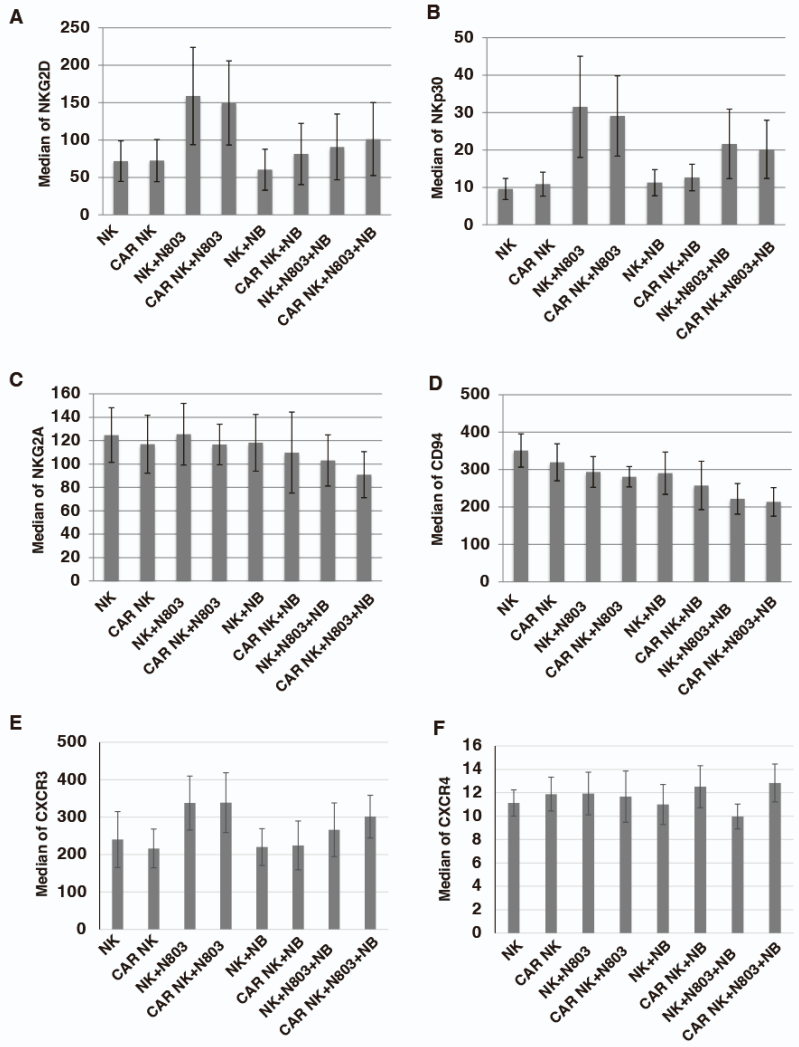 A
Median of NKG2D
250
200
150
100
50
0
NK
CAR NK
NK+N803
CAR NK+N803
NK+NB
CAR NK+NB
NK+N803+NB
CAR NK+N803+NB
B
Median of NKp30
50
40
30
20
10
0
NK
CAR NK
NK+N803
CAR NK+N803
NK+NB
CAR NK+NB
NK+N803+NB
CAR NK+N803+NB
C
Median of NKG2A
160
140
120
100
80
60
40
20
0
NK
CAR NK
NK+N803
CAR NK+N803
NK+NB
CAR NK+NB
NK+N803+NB
CAR NK+N803+NB
D
Median of CD94
500
400
300
200
100
0
NK
CAR NK
NK+N803
CAR NK+N803
NK+NB
CAR NK+NB
NK+N803+NB
CAR NK+N803+NB
E
Median of CXCR3
500
400
300
200
100
0
NK
CAR NK
NK+N803
CAR NK+N803
NK+NB
CAR NK+NB
NK+N803+NB
CAR NK+N803+NB
F
Median of CXCR4
16
14
12
10
8
6
4
2
0
NK
CAR NK
NK+N803
CAR NK+N803
NK+NB
CAR NK+NB
NK+N803+NB
CAR NK+N803+NB